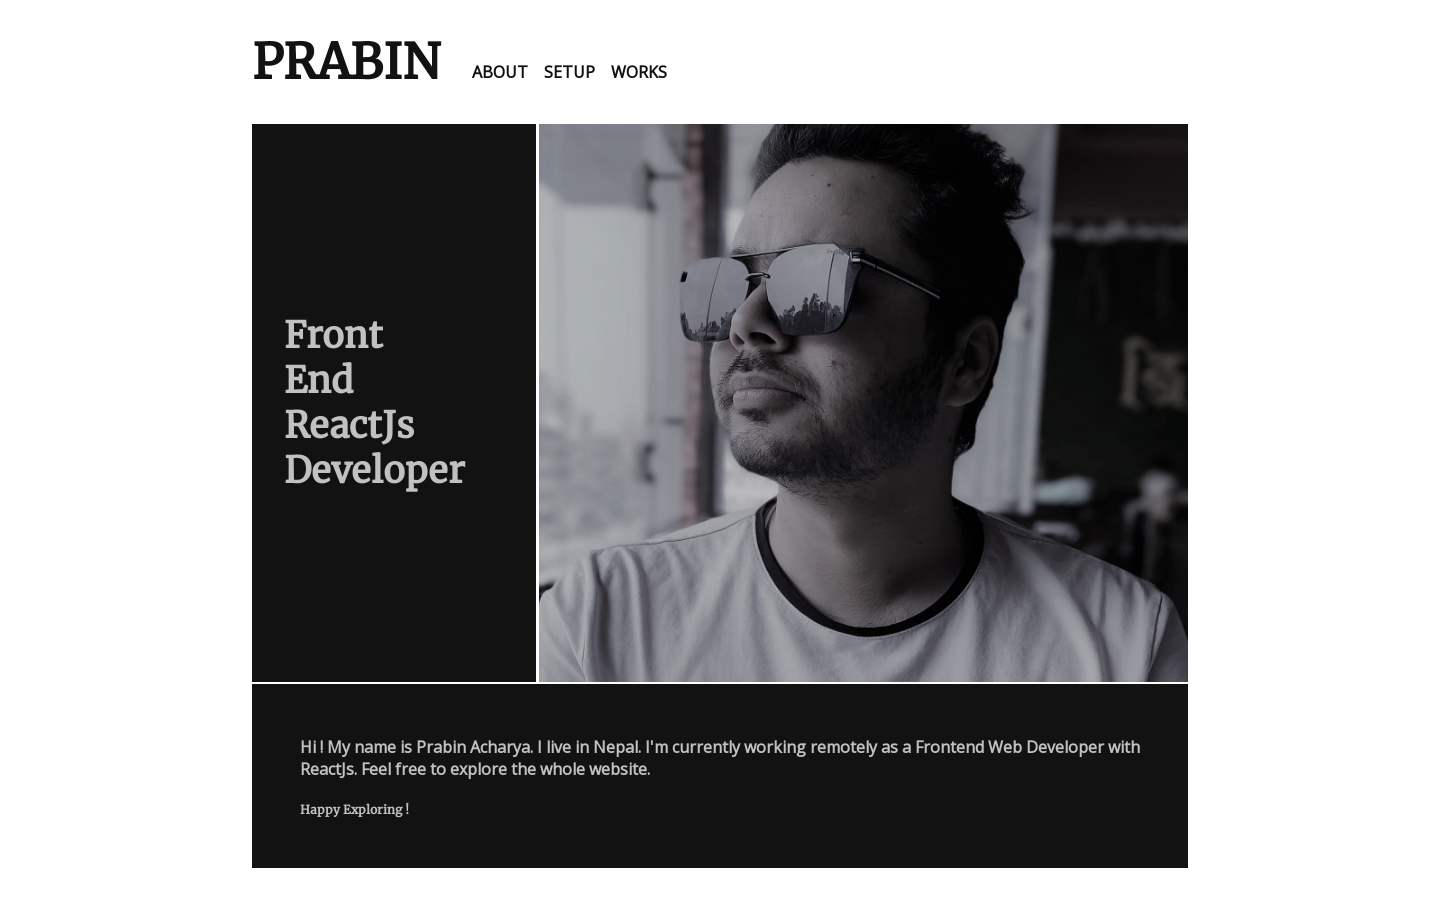 PRABIN
ABOUT SETUP WORKS
Front
End
ReactJs
Developer
Hi ! My name is Prabin Acharya. I live in Nepal. I'm currently working remotely as a Frontend Web Developer with
ReactJs. Feel free to explore the whole website.
Happy Exploring !